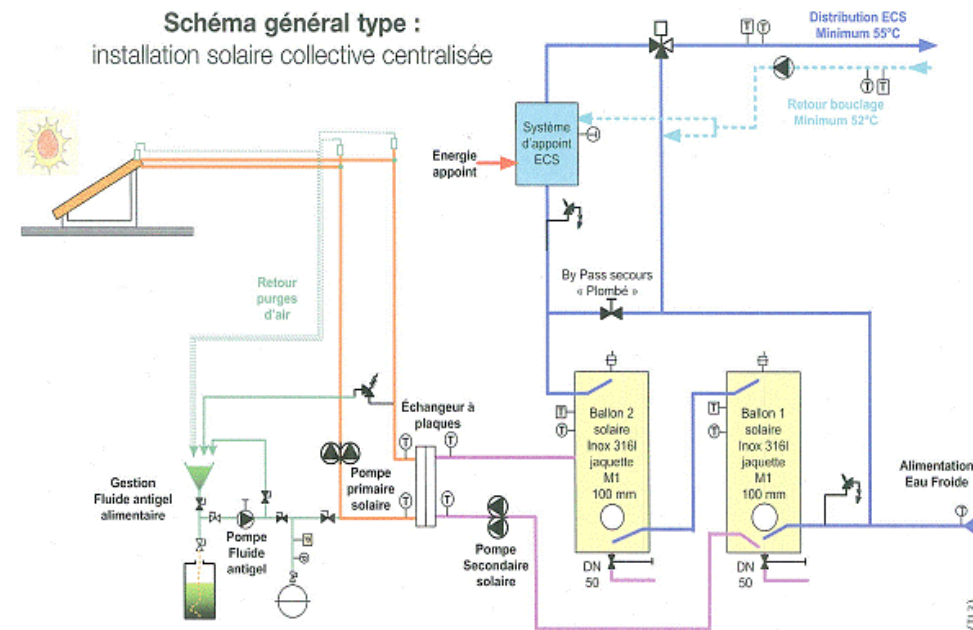 Schéma général type :
installation solaire collective centralisée
Distribution ECS
Minimum 55°C
T
T
T
T
Retour bouclage
Minimum 52°C
Système
d'appoint
ECS
Energie
appoint
By Pass secours
« Plombé »
Retour
purges
d'air
Échangeur à
plaques
T
T
T
T
Pompe
primaire
solaire
Pompe
Secondaire
solaire
Gestion
Fluide antigel
alimentaire
Pompe
Fluide
antigel
T
T
Ballon 2
solaire
Inox 316l
jaquette
M1
100 mm
T
T
Ballon 1
solaire
Inox 316l
jaquette
M1
100 mm
Alimentation
Eau Froide
T
DN
50
DN
50